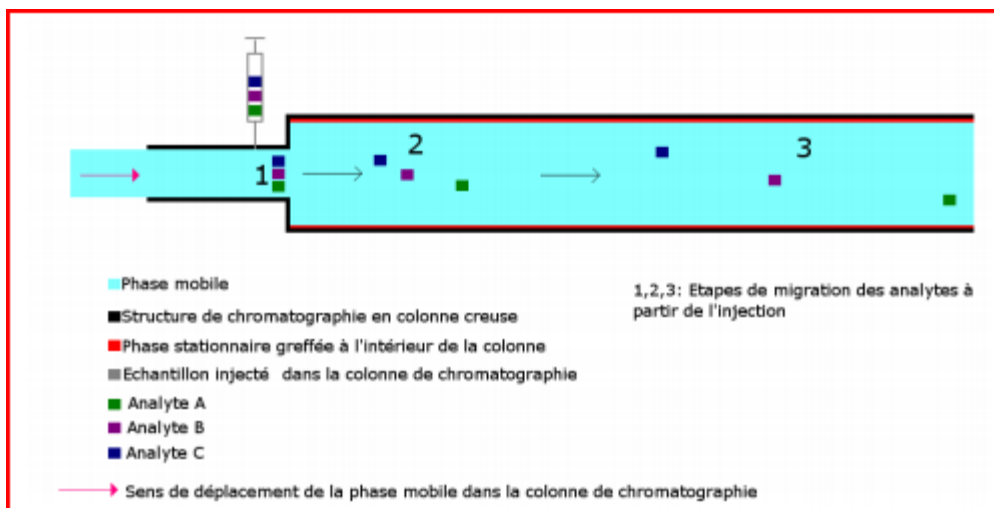 1
2
3
Phase mobile
1,2,3: Etapes de migration des analytes à
partir de l'injection
Structure de chromatographie en colonne creuse
Phase stationnaire greffée à l'intérieur de la colonne
Echantillon injecté dans la colonne de chromatographie
Analyte A
Analyte B
Analyte C
Sens de déplacement de la phase mobile dans la colonne de chromatographie